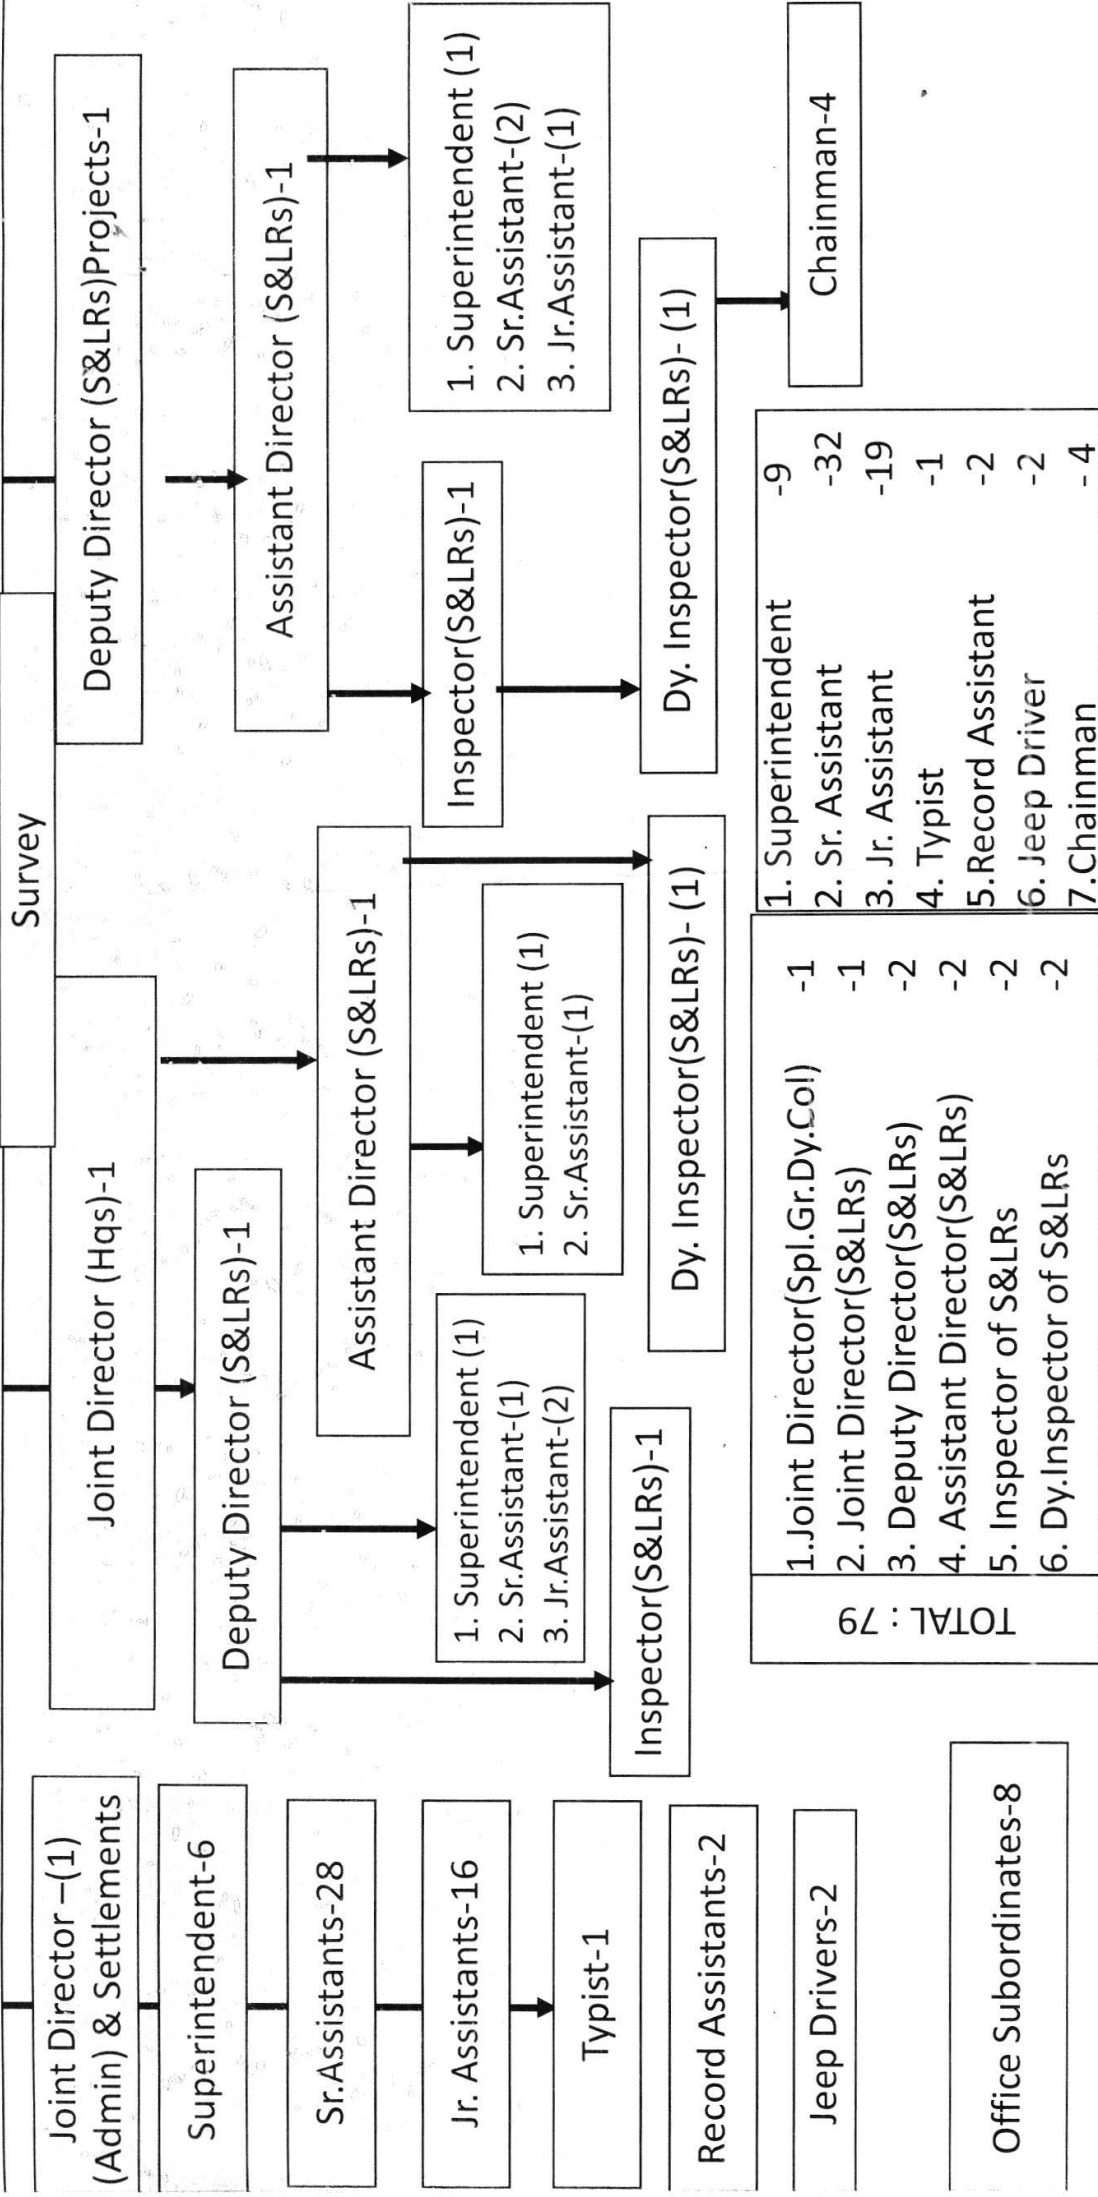 Survey
Joint Director –(1)
(Admin) & Settlements
Superintendent-6
Sr.Assistants-28
Jr. Assistants-16
Typist-1
Record Assistants-2
Jeep Drivers-2
Office Subordinates-8
Joint Director (Hqs)-1
Deputy Director (S&LRs)-1
1. Superintendent (1)
2. Sr.Assistant-(1)
3. Jr.Assistant-(2)
Inspector(S&LRs)-1
Assistant Director (S&LRs)-1
1. Superintendent (1)
2. Sr.Assistant-(1)
Dy. Inspector(S&LRs)- (1)
Deputy Director (S&LRs)Projects-1
Assistant Director (S&LRs)-1
Inspector(S&LRs)-1
1. Superintendent (1)
2. Sr.Assistant-(2)
3. Jr.Assistant-(1)
Dy. Inspector(S&LRs)- (1)
Chainman-4
TOTAL : 79
1.Joint Director(Spl.Gr.Dy.Col) -1
2. Joint Director(S&LRs) -1
3. Deputy Director(S&LRs) -2
4. Assistant Director(S&LRs) -2
5. Inspector of S&LRs -2
6. Dy.Inspector of S&LRs -2
1. Superintendent -9
2. Sr. Assistant -32
3. Jr. Assistant -19
4. Typist -1
5.Record Assistant -2
6. Jeep Driver -2
7.Chainman - 4